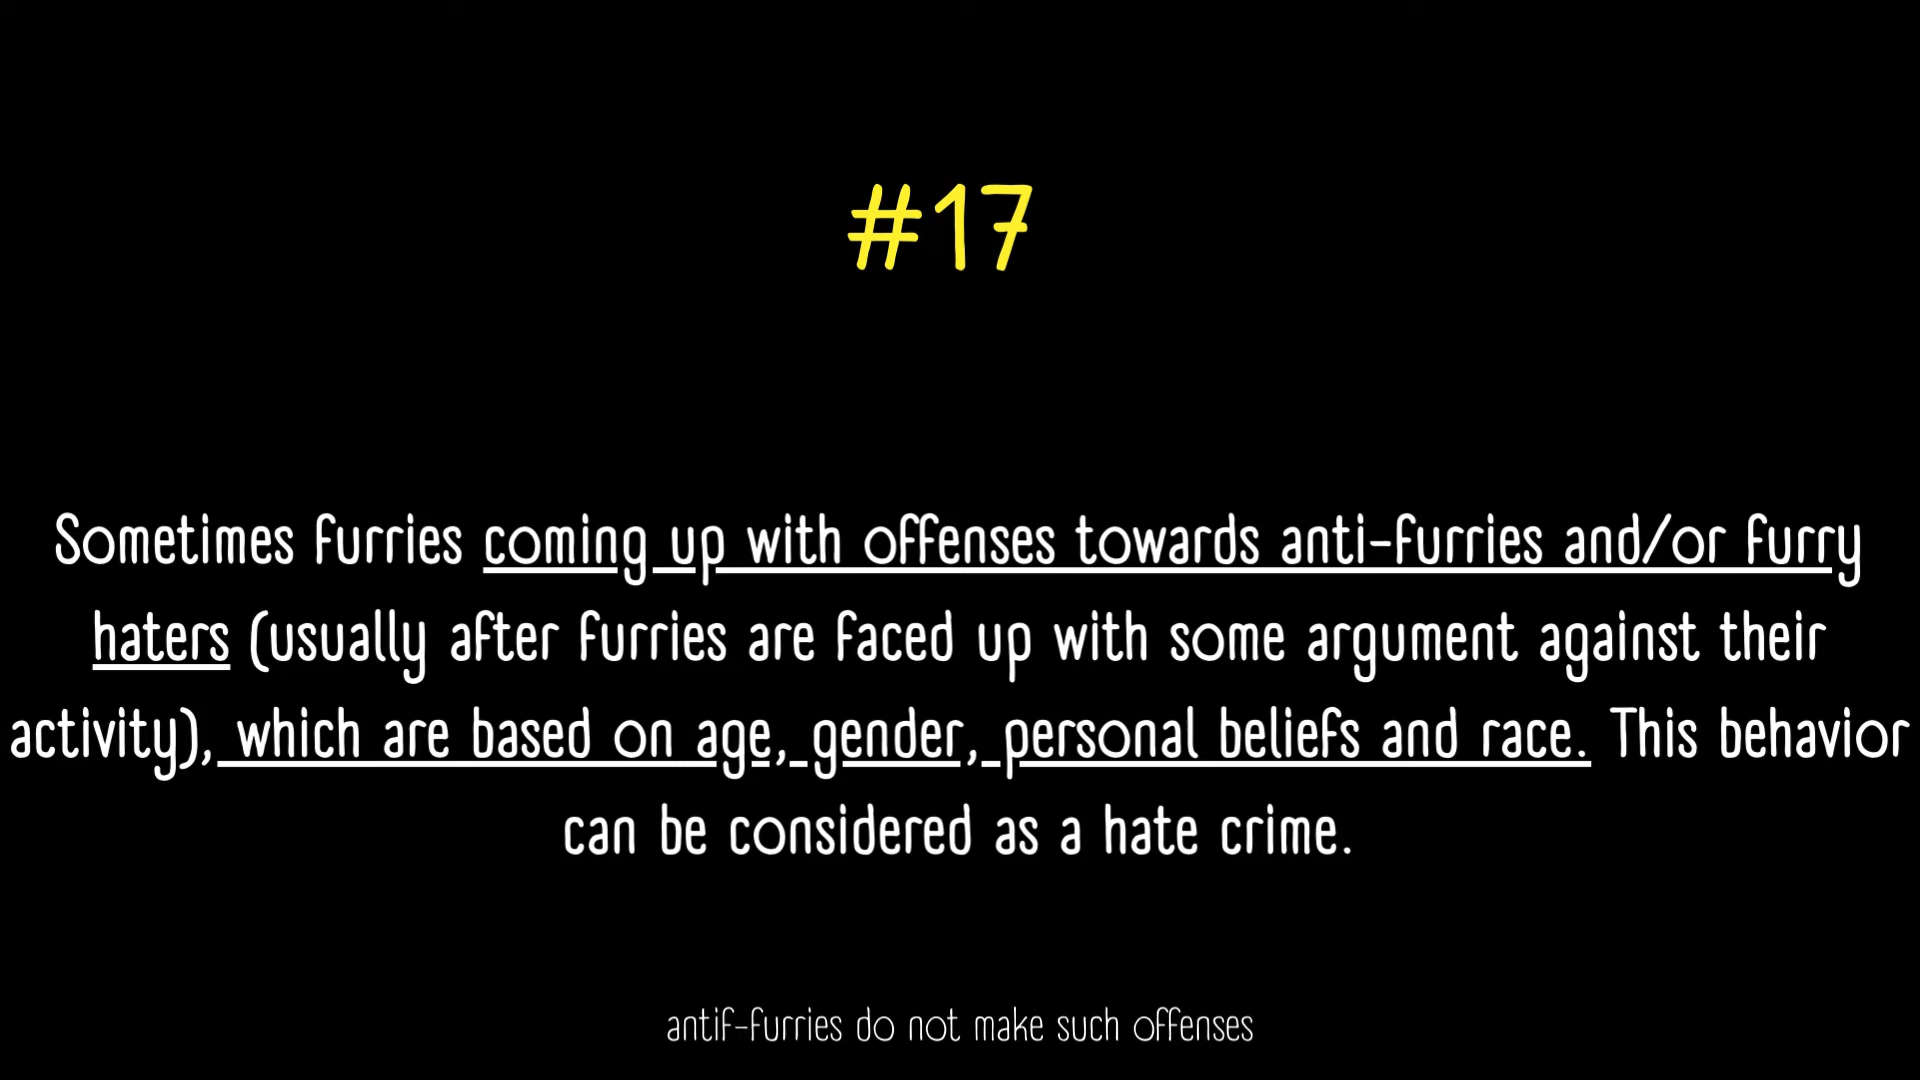 #17
Sometimes furries coming up with offenses towards anti-furries and/or furry
haters (usually after furries are faced up with some argument against their
activity), which are based on age, gender, personal beliefs and race. This behavior
can be considered as a hate crime.
antif-furries do not make such offenses